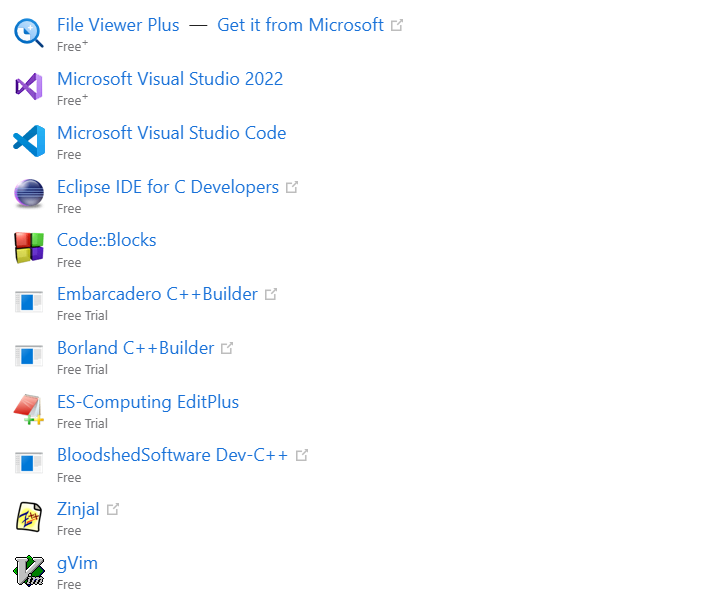 File Viewer Plus — Get it from Microsoft
Free+
Microsoft Visual Studio 2022
Free+
Microsoft Visual Studio Code
Free
Eclipse IDE for C Developers
Free
Code::Blocks
Free
Embarcadero C++Builder
Free Trial
Borland C++Builder
Free Trial
ES-Computing EditPlus
Free Trial
BloodshedSoftware Dev-C++
Free
Zinjal
Free
gVim
Free